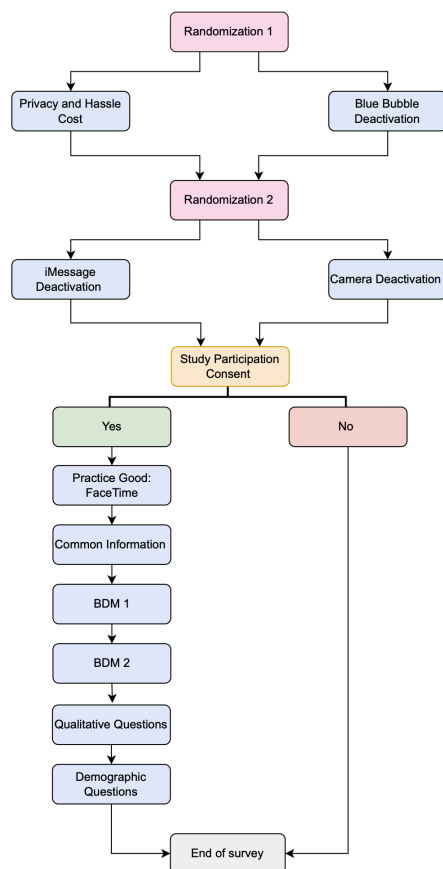 Randomization 1
Privacy and Hassle
Cost
Blue Bubble
Deactivation
Randomization 2
iMessage
Deactivation
Camera Deactivation
Study Participation
Consent
Yes
No
Practice Good:
FaceTime
Common Information
BDM 1
BDM 2
Qualitative Questions
Demographic
Questions
End of survey